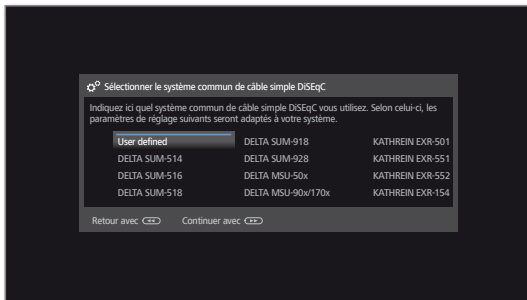 Sélectionner le système commun de câble simple DiSEqC
Indiquez ici quel système commun de câble simple DiSEqC vous utilisez. Selon celui-ci, les
paramètres de réglage suivants seront adaptés à votre système.
User defined DELTA SUM-918 KATHREIN EXR-501
DELTA SUM-514 DELTA SUM-928 KATHREIN EXR-551
DELTA SUM-516 DELTA MSU-50x KATHREIN EXR-552
DELTA SUM-518 DELTA MSU-90x/170x KATHREIN EXR-154
Retour avec Continuer avec